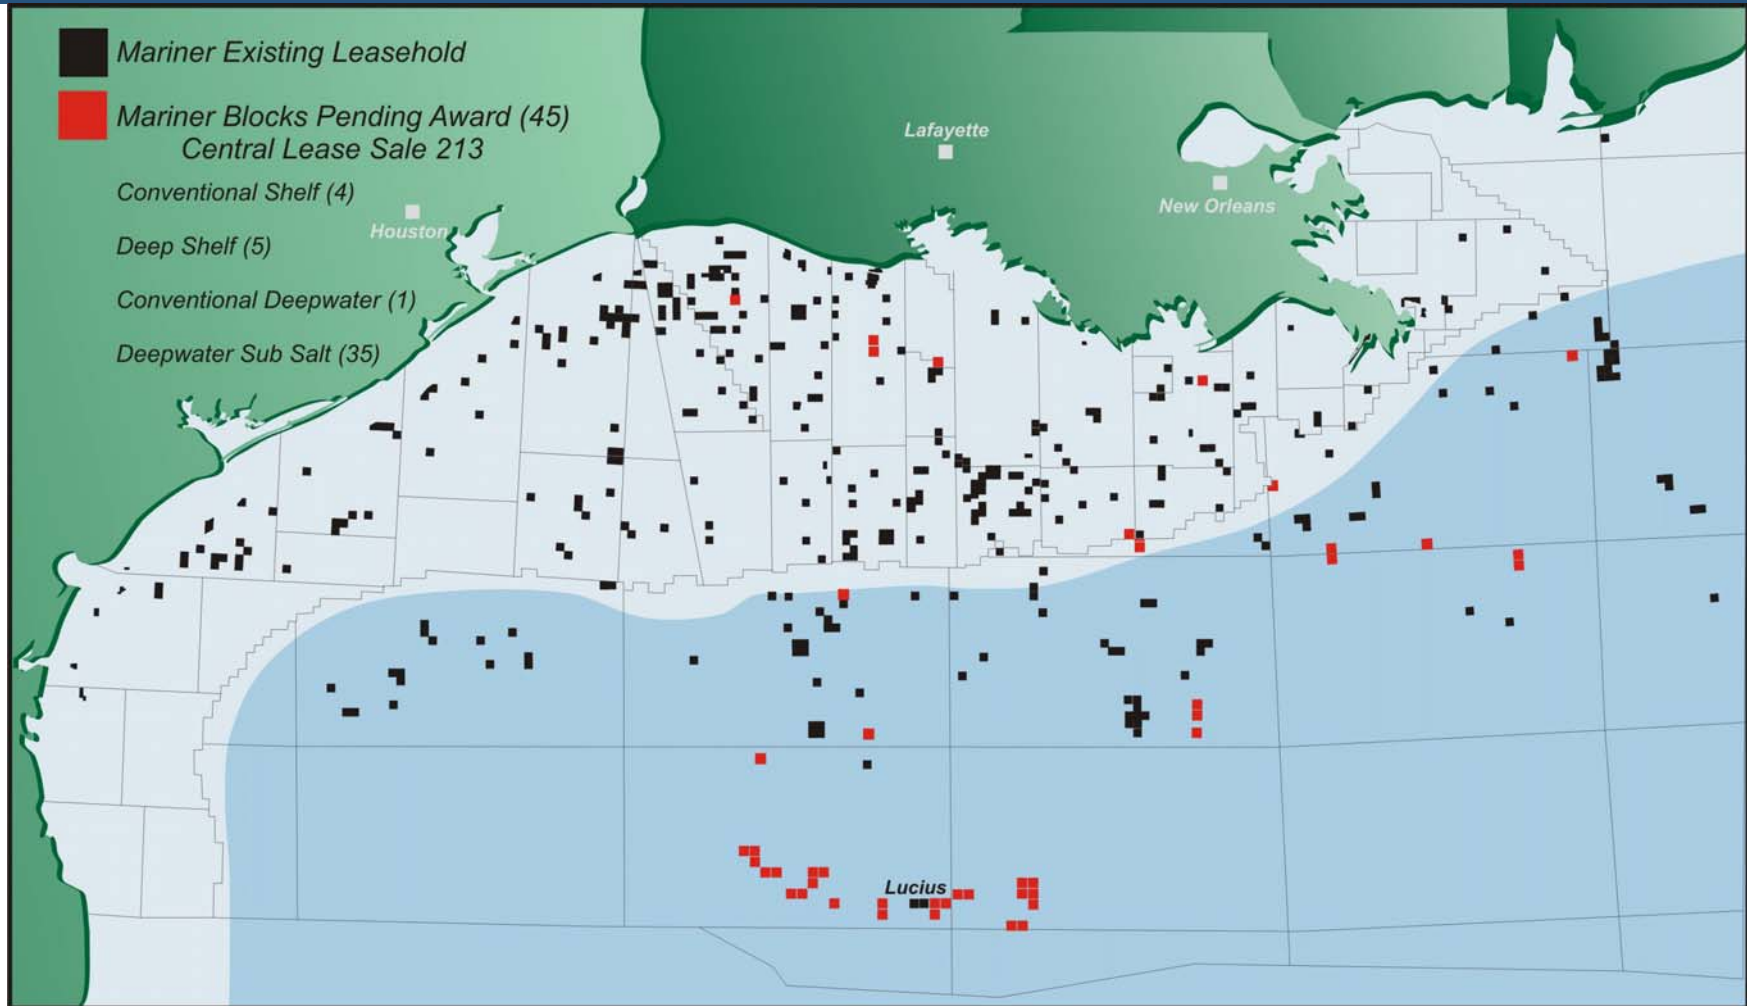 Mariner Existing Leasehold
Mariner Blocks Pending Award (45)
Central Lease Sale 213
Conventional Shelf (4)
Deep Shelf (5)
Conventional Deepwater (1)
Deepwater Sub Salt (35)
Houston
Lafayette
New Orleans
Lucius